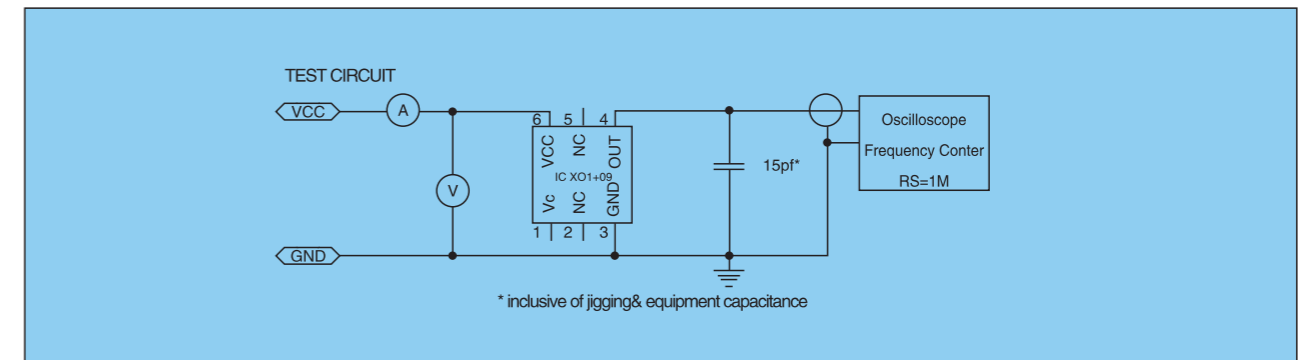 TEST CIRCUIT
VCC
A
6 5 4
VCC NC OUT
IC XO1+09
Vc NC GND
1 2 3
V
GND
15pf*
Oscilloscope
Frequency Conter
RS=1M
* inclusive of jigging& equipment capacitance